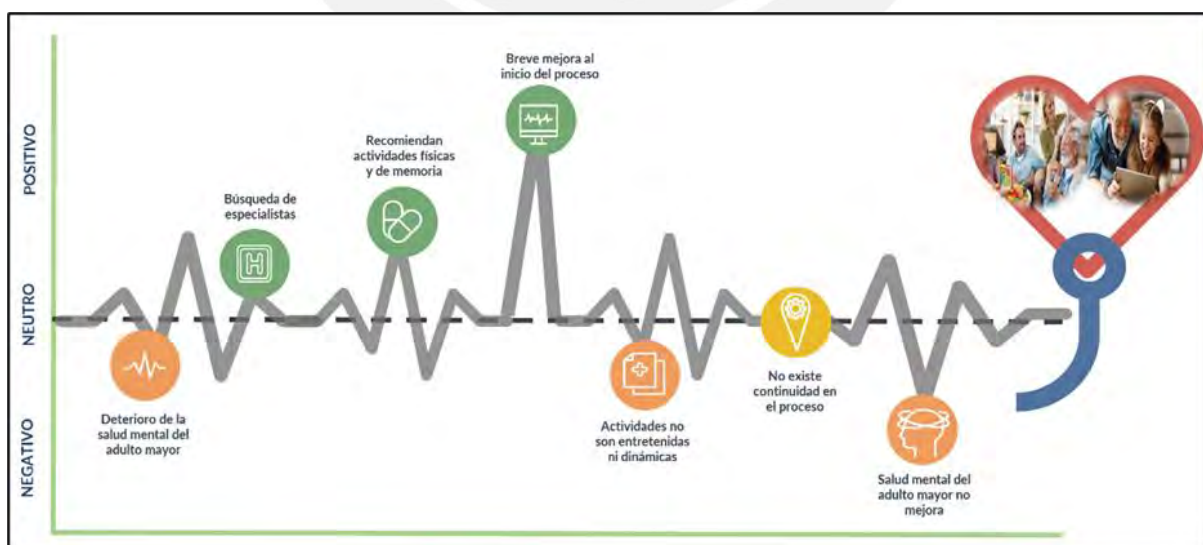 POSITIVO
NEUTRO
NEGATIVO
Deterioro de la
salud mental del
adulto mayor
Búsqueda de
especialistas
H
Recomiendan
actividades físicas
y de memoria
Breve mejora al
inicio del proceso
Actividades no
son entretenidas
ni dinámicas
No existe
continuidad en
el proceso
Salud mental del
adulto mayor no
mejora